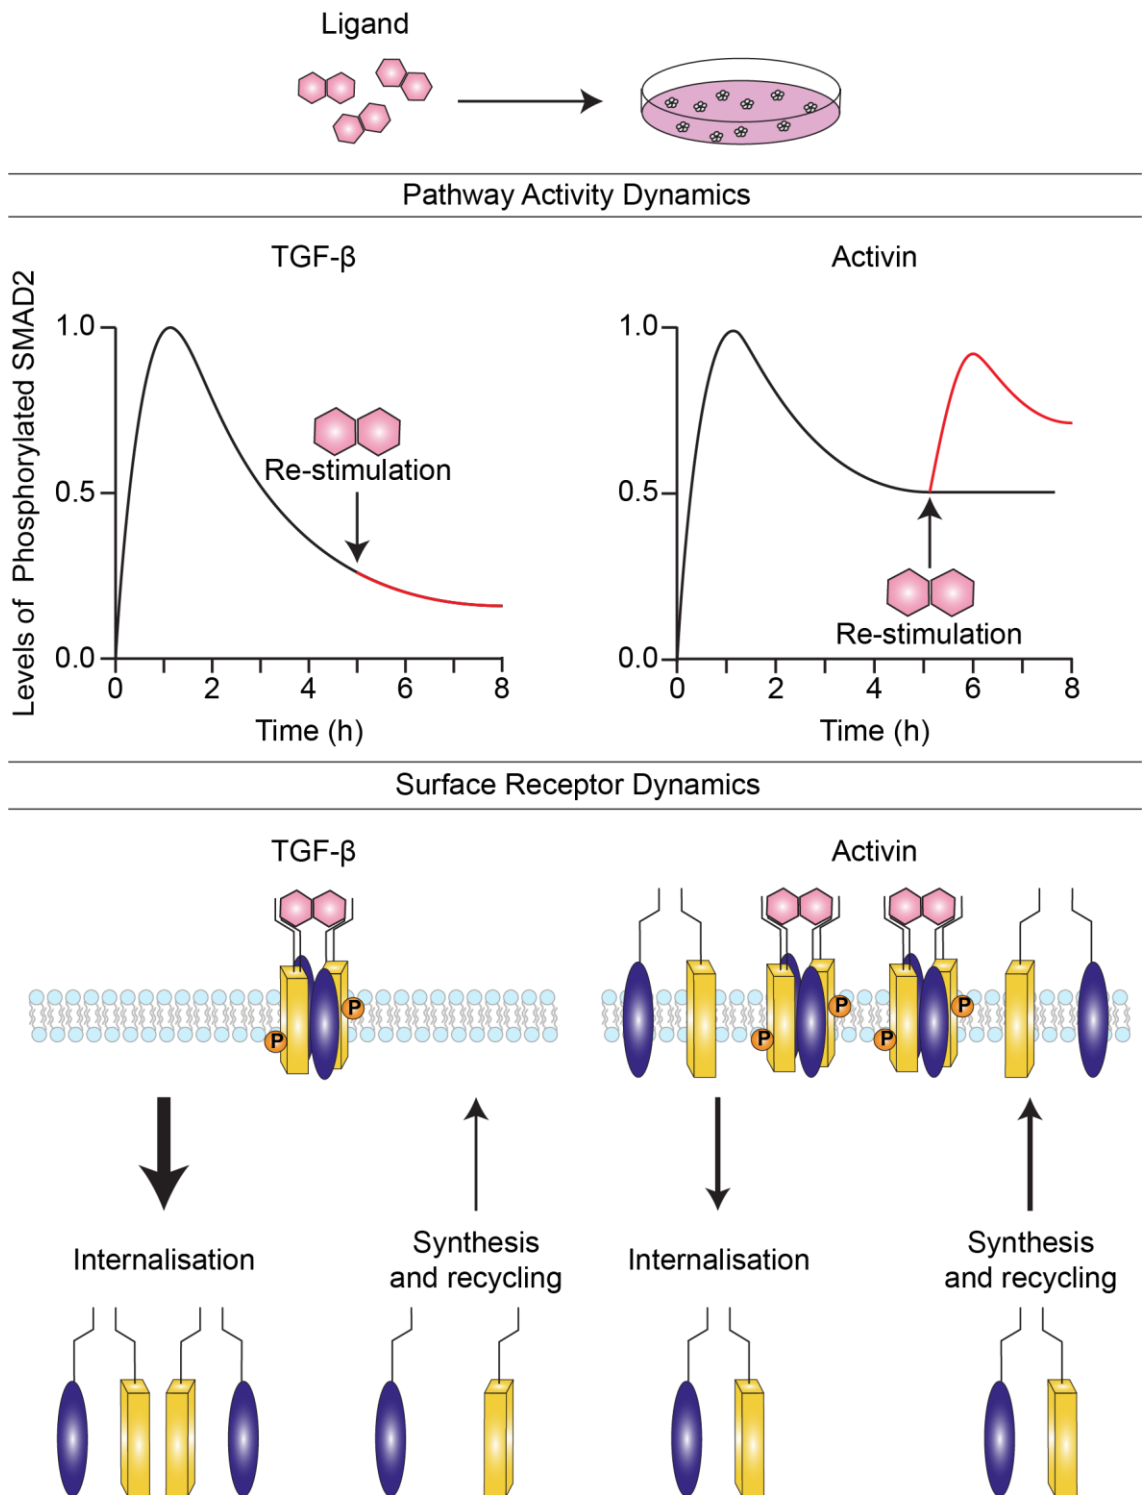 Ligand
Pathway Activity Dynamics
TGF-β
Activin
Levels of Phosphorylated SMAD2
1.0
0.5
0.0
0
2
4
6
8
Time (h)
Re-stimulation
1.0
0.5
0.0
0
2
4
6
8
Time (h)
Re-stimulation
Surface Receptor Dynamics
TGF-β
Activin
P
P
P
P
P
P
Internalisation
Synthesis
and recycling
Internalisation
Synthesis
and recycling